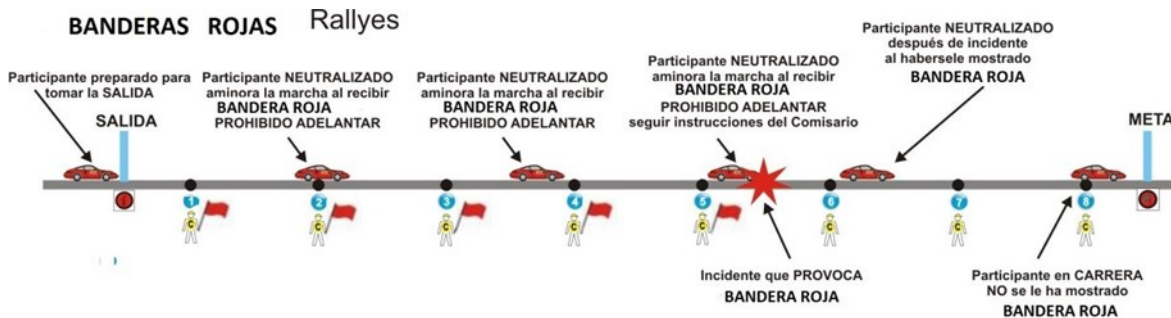 BANDERAS ROJAS Rallyes
Participante preparado para
tomar la SALIDA
SALIDA
Participante NEUTRALIZADO
aminora la marcha al recibir
BANDERA ROJA
PROHIBIDO ADELANTAR
Participante NEUTRALIZADO
aminora la marcha al recibir
BANDERA ROJA
PROHIBIDO ADELANTAR
Participante NEUTRALIZADO
aminora la marcha al recibir
BANDERA ROJA
PROHIBIDO ADELANTAR
seguir instrucciones del Comisario
Participante NEUTRALIZADO
después de incidente
al habersele mostrado
BANDERA ROJA
META
1
2
3
4
5
6
7
8
C
C
C
C
C
C
C
C
Incidente que PROVOCA
BANDERA ROJA
Participante en CARRERA
NO se le ha mostrado
BANDERA ROJA